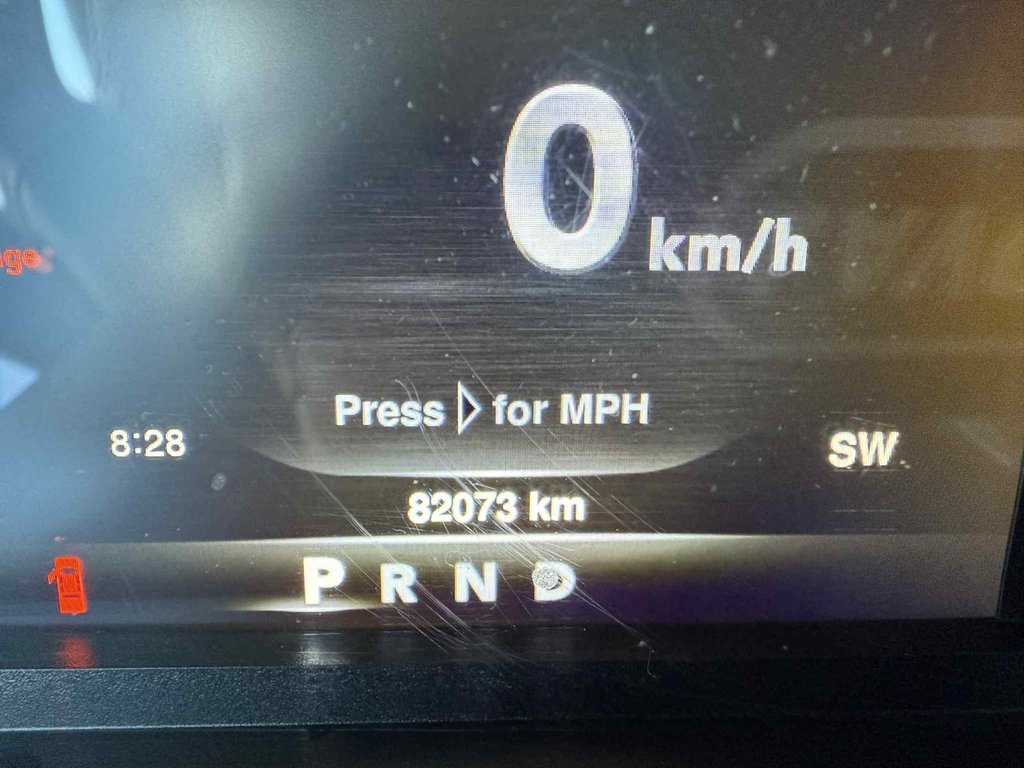 0 km/h
Press ▷ for MPH
8:28
SW
82073 km
P R N D